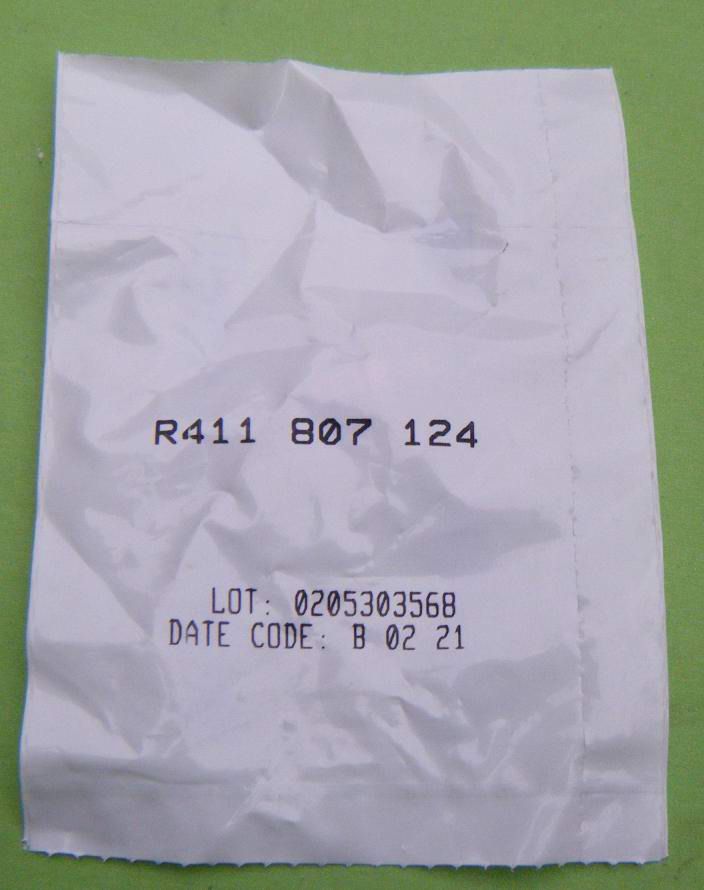 R411 807 124
LOT: 0205303568
DATE CODE: B 02 21